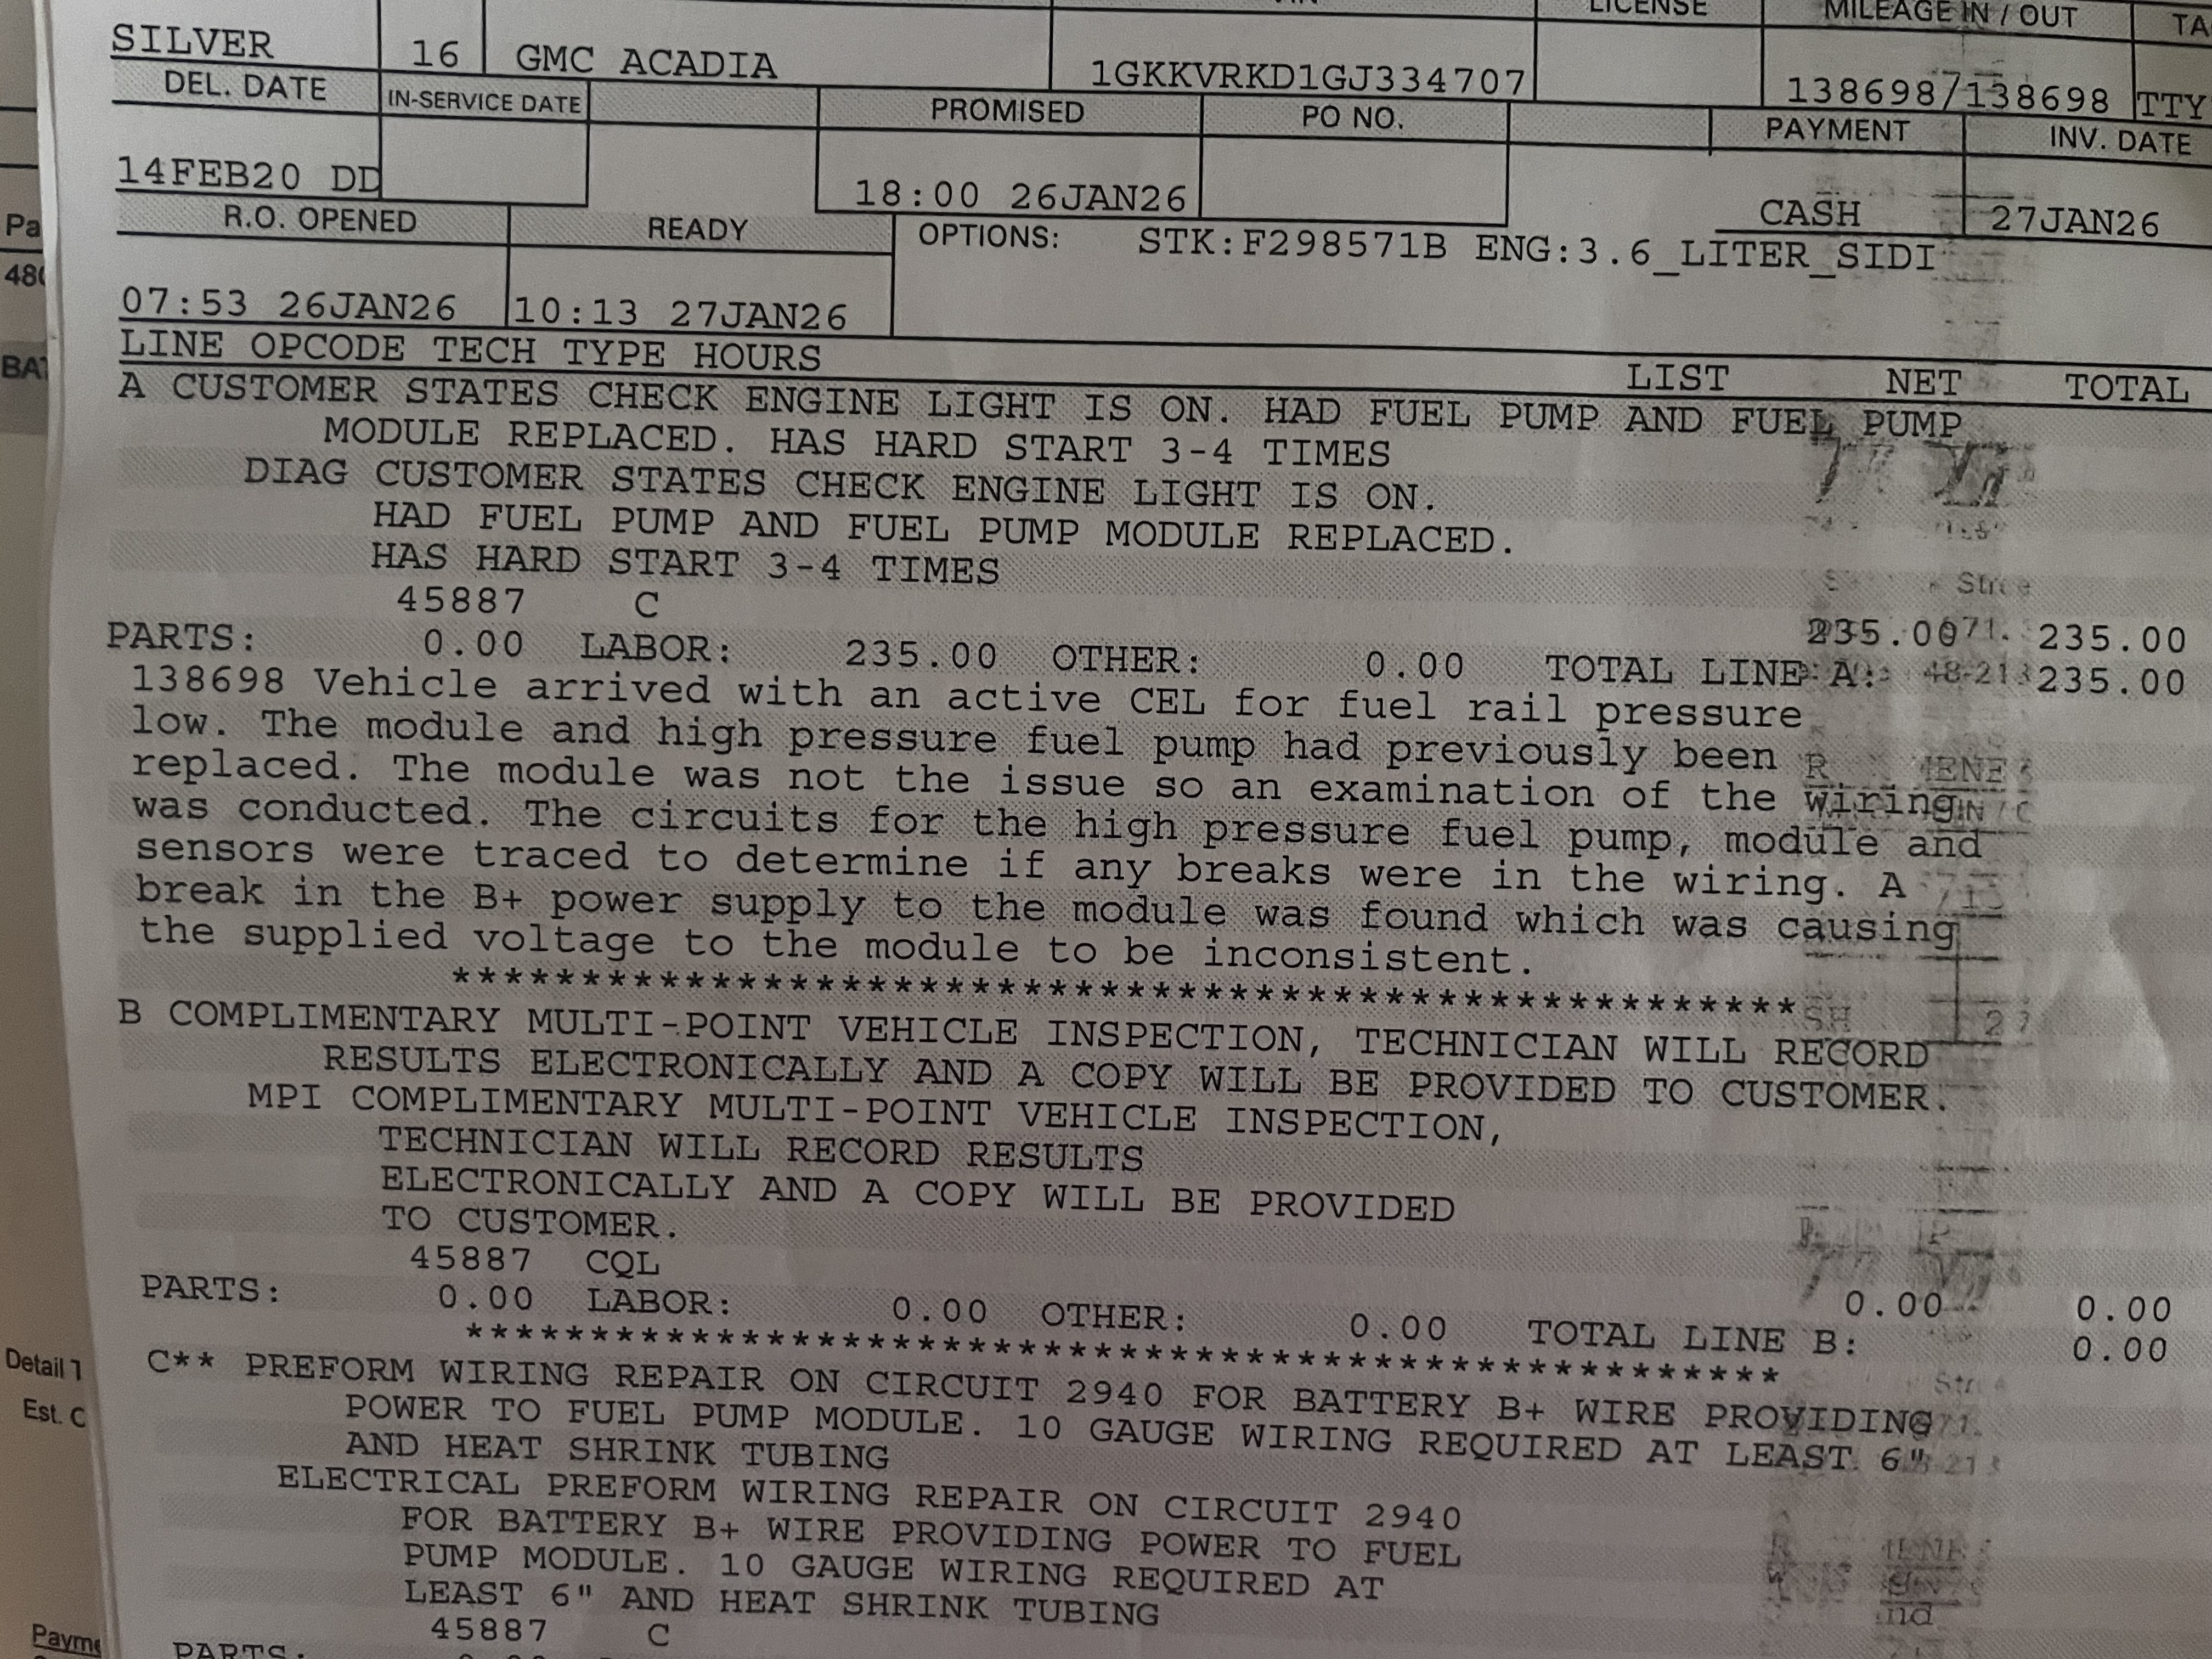 LICENSE MILEAGE IN / OUT TA
SILVER 16 GMC ACADIA 1GKKVRKD1GJ334707 138698/138698 TTY
DEL. DATE IN-SERVICE DATE PROMISED PO NO. PAYMENT INV. DATE
14FEB20 DD 18:00 26JAN26 CASH 27JAN26
R.O. OPENED READY OPTIONS: STK:F298571B ENG:3.6_LITER_SIDI
07:53 26JAN26 10:13 27JAN26
LINE OPCODE TECH TYPE HOURS LIST NET TOTAL
A CUSTOMER STATES CHECK ENGINE LIGHT IS ON. HAD FUEL PUMP AND FUEL PUMP
MODULE REPLACED. HAS HARD START 3-4 TIMES
DIAG CUSTOMER STATES CHECK ENGINE LIGHT IS ON.
HAD FUEL PUMP AND FUEL PUMP MODULE REPLACED.
HAS HARD START 3-4 TIMES
45887 C 235.00 235.00
PARTS: 0.00 LABOR: 235.00 OTHER: 0.00 TOTAL LINE A: 235.00
138698 Vehicle arrived with an active CEL for fuel rail pressure
low. The module and high pressure fuel pump had previously been
replaced. The module was not the issue so an examination of the wiring
was conducted. The circuits for the high pressure fuel pump, module and
sensors were traced to determine if any breaks were in the wiring. A
break in the B+ power supply to the module was found which was causing
the supplied voltage to the module to be inconsistent.
****************************************************
B COMPLIMENTARY MULTI-POINT VEHICLE INSPECTION, TECHNICIAN WILL RECORD
RESULTS ELECTRONICALLY AND A COPY WILL BE PROVIDED TO CUSTOMER.
MPI COMPLIMENTARY MULTI-POINT VEHICLE INSPECTION,
TECHNICIAN WILL RECORD RESULTS
ELECTRONICALLY AND A COPY WILL BE PROVIDED
TO CUSTOMER.
45887 CQL 0.00 0.00
PARTS: 0.00 LABOR: 0.00 OTHER: 0.00 TOTAL LINE B: 0.00
****************************************************
C** PREFORM WIRING REPAIR ON CIRCUIT 2940 FOR BATTERY B+ WIRE PROVIDING
POWER TO FUEL PUMP MODULE. 10 GAUGE WIRING REQUIRED AT LEAST 6"
AND HEAT SHRINK TUBING
ELECTRICAL PREFORM WIRING REPAIR ON CIRCUIT 2940
FOR BATTERY B+ WIRE PROVIDING POWER TO FUEL
PUMP MODULE. 10 GAUGE WIRING REQUIRED AT
LEAST 6" AND HEAT SHRINK TUBING
45887 C
PARTS:
Pa
480
BAT
Detail
Est.
Payme